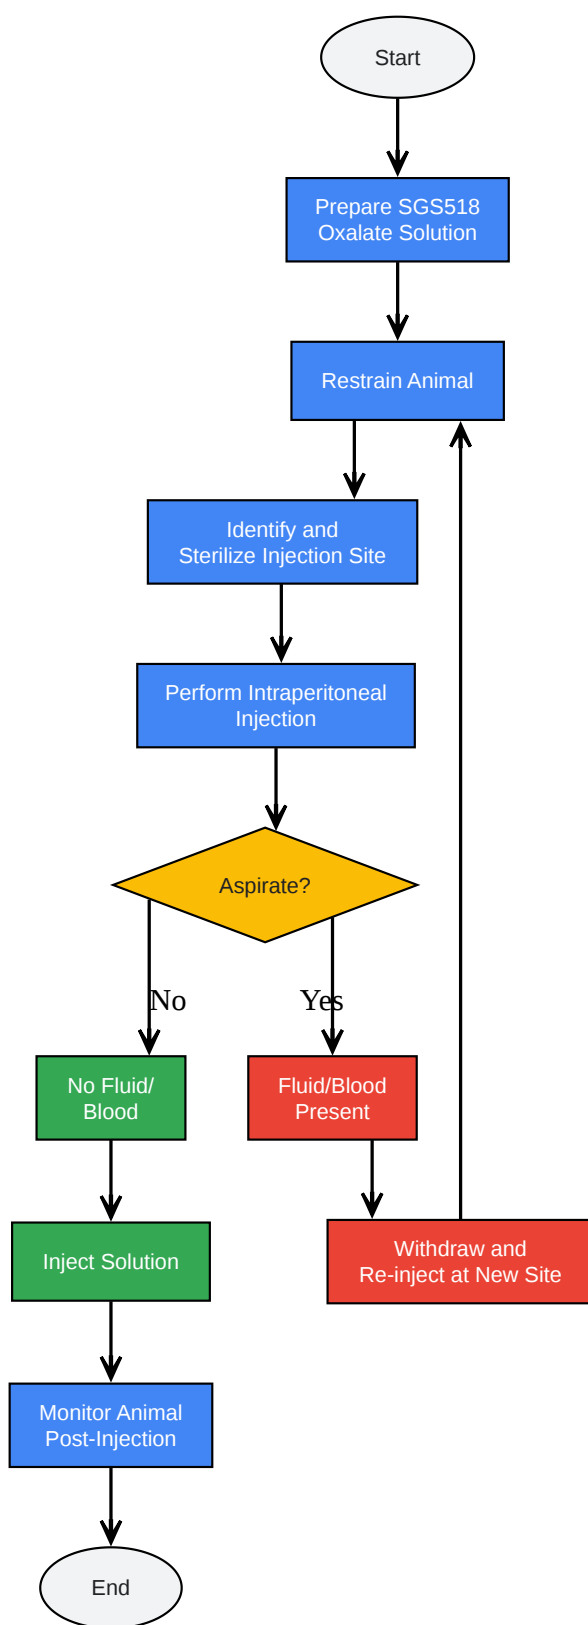 Start
Prepare SGS518
Oxalate Solution
Restrain Animal
Identify and
Sterilize Injection Site
Perform Intraperitoneal
Injection
Aspirate?
No
Yes
No Fluid/
Blood
Fluid/Blood
Present
Inject Solution
Withdraw and
Re-inject at New Site
Monitor Animal
Post-Injection
End